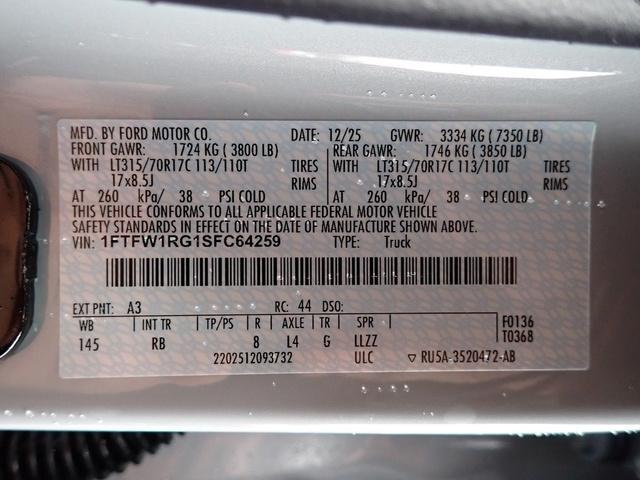 MFD. BY FORD MOTOR CO. DATE: 12/25 GVWR: 3334 KG ( 7350 LB)
FRONT GAWR: 1724 KG ( 3800 LB) REAR GAWR: 1746 KG ( 3850 LB)
WITH LT315/70R17C 113/110T TIRES WITH LT315/70R17C 113/110T TIRES
17x8.5J RIMS 17x8.5J RIMS
AT 260 kPa/ 38 PSI COLD AT 260 kPa/ 38 PSI COLD
THIS VEHICLE CONFORMS TO ALL APPLICABLE FEDERAL MOTOR VEHICLE
SAFETY STANDARDS IN EFFECT ON THE DATE OF MANUFACTURE SHOWN ABOVE.
VIN: 1FTFW1RG1SFC64259 TYPE: Truck
EXT PNT: A3 RC: 44 DSO:
WB INT TR TP/PS R AXLE TR SPR F0136
145 RB 8 L4 G LLZZ T0368
2202512093732 ULC ▽ RU5A-3520472-AB